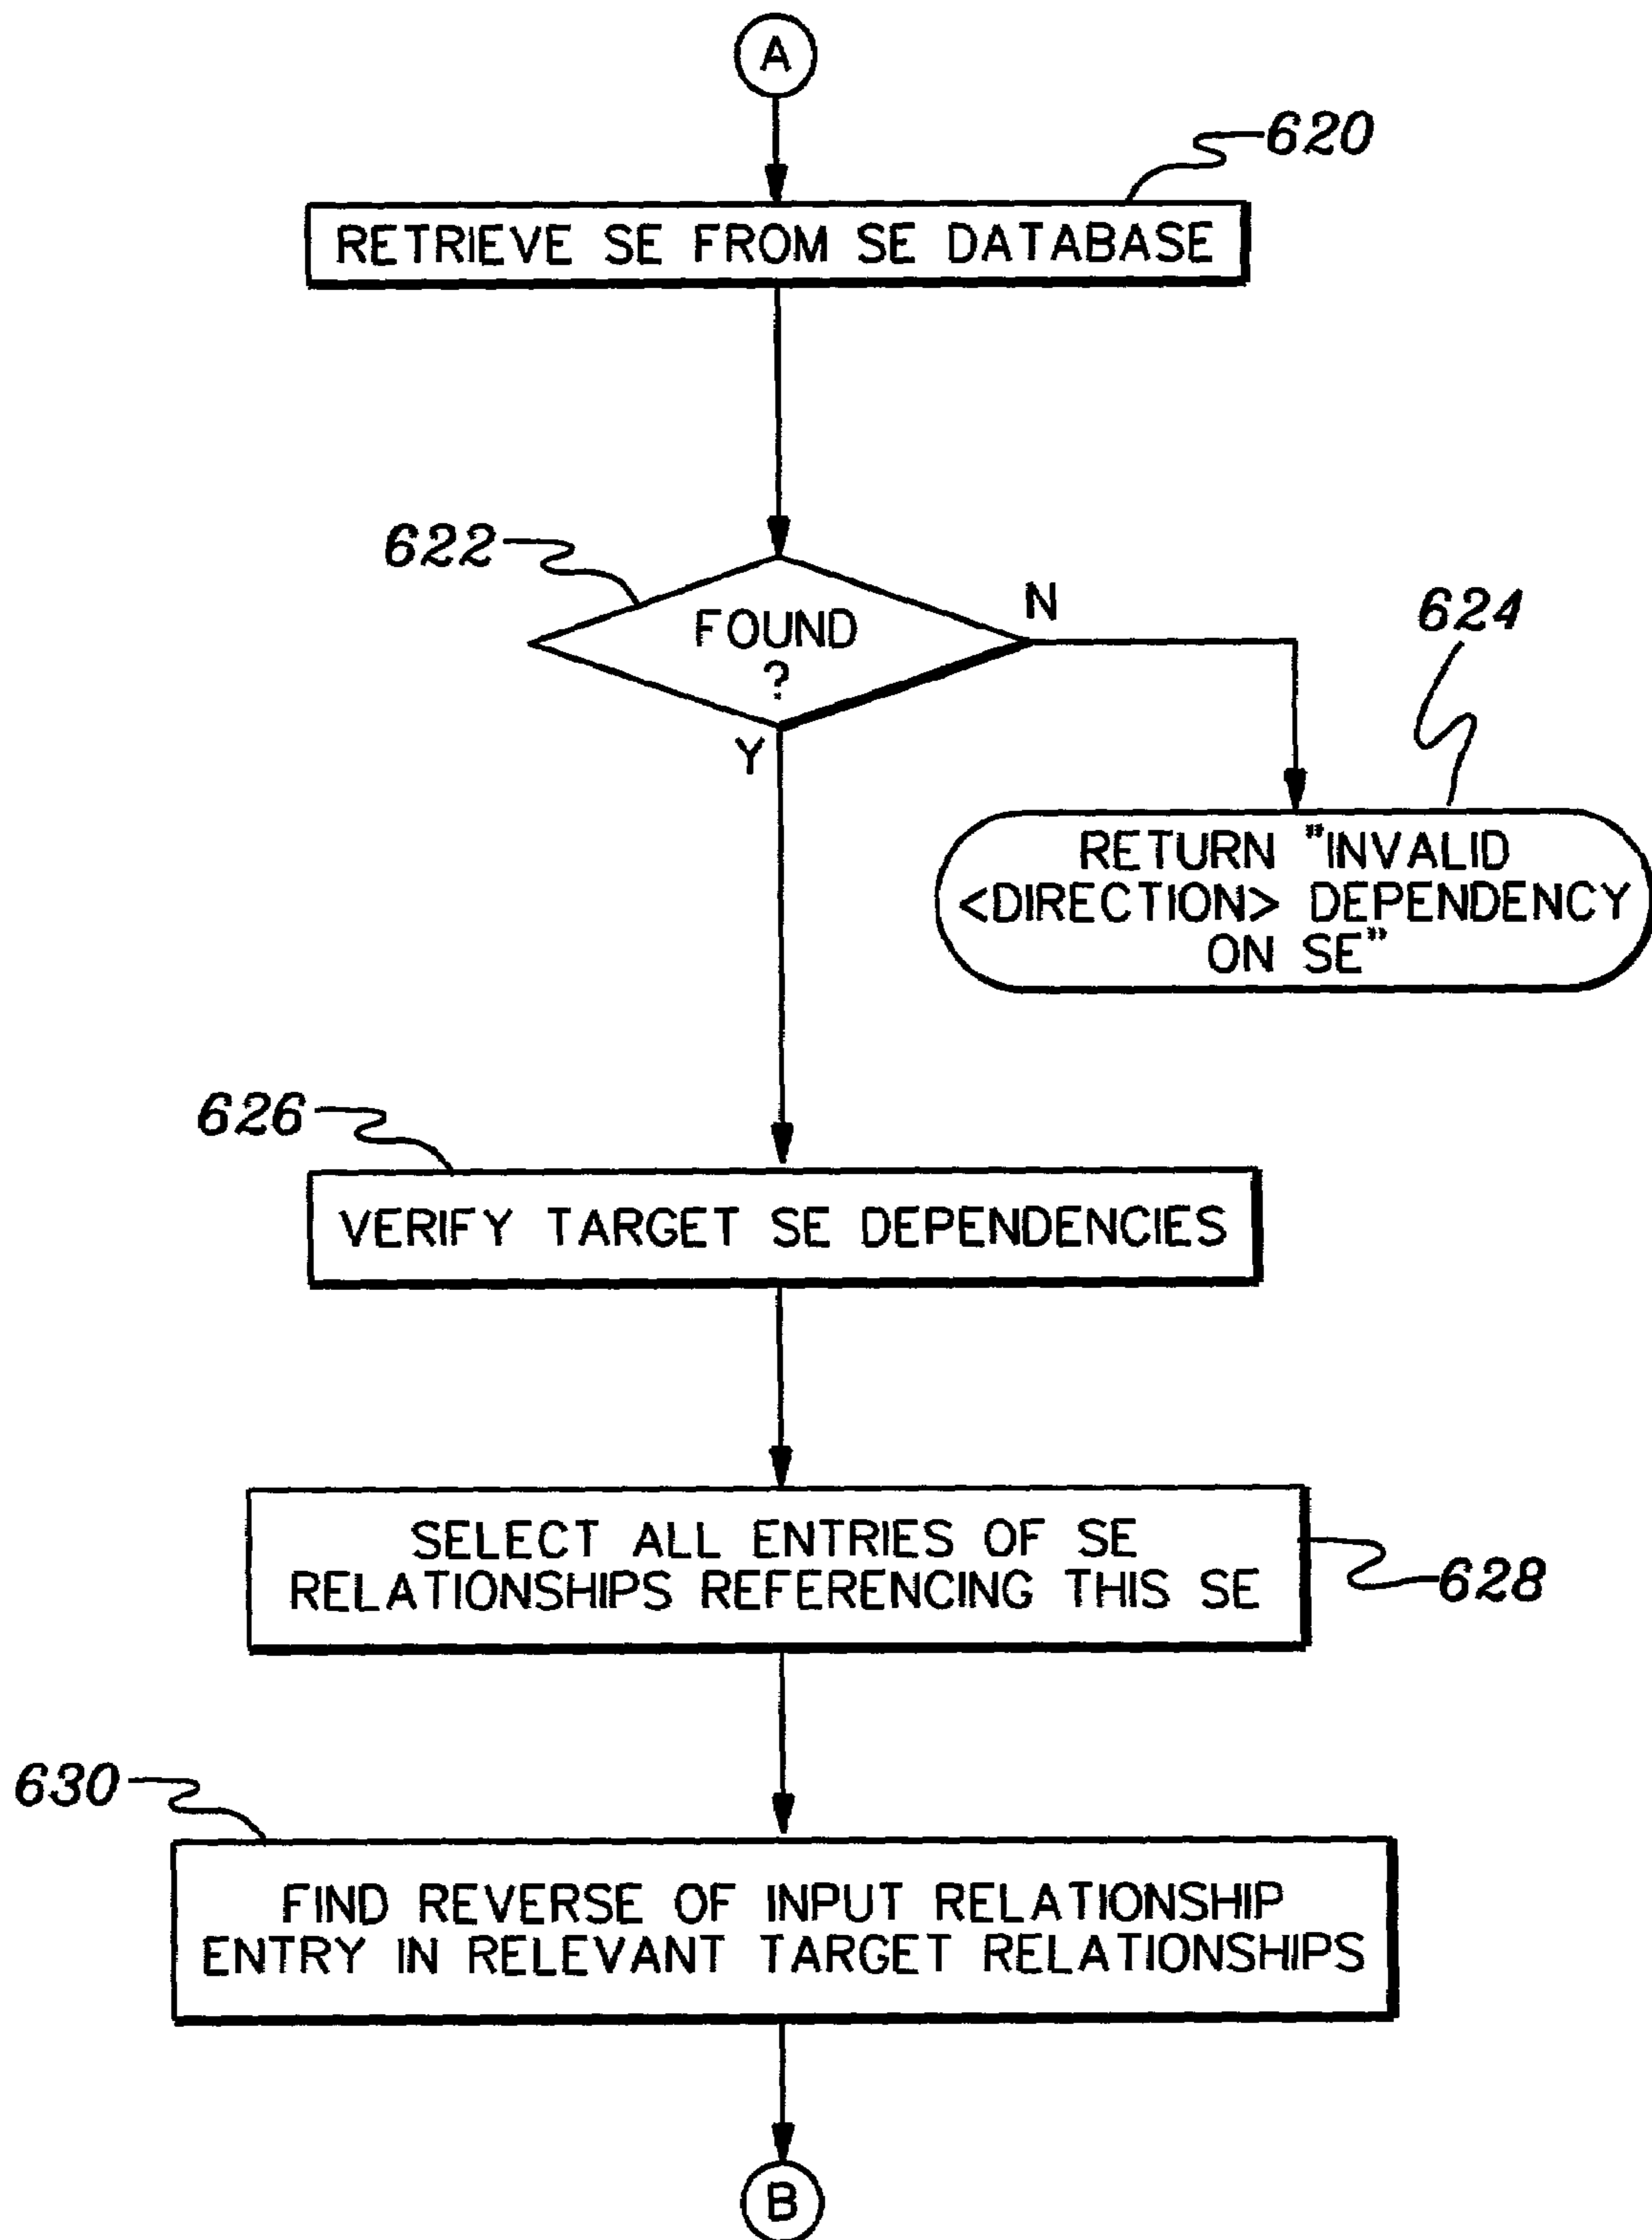 A
620
RETRIEVE SE FROM SE DATABASE
622
FOUND
?
N
Y
624
RETURN "INVALID
<DIRECTION> DEPENDENCY
ON SE"
626
VERIFY TARGET SE DEPENDENCIES
SELECT ALL ENTRIES OF SE
RELATIONSHIPS REFERENCING THIS SE
628
630
FIND REVERSE OF INPUT RELATIONSHIP
ENTRY IN RELEVANT TARGET RELATIONSHIPS
B